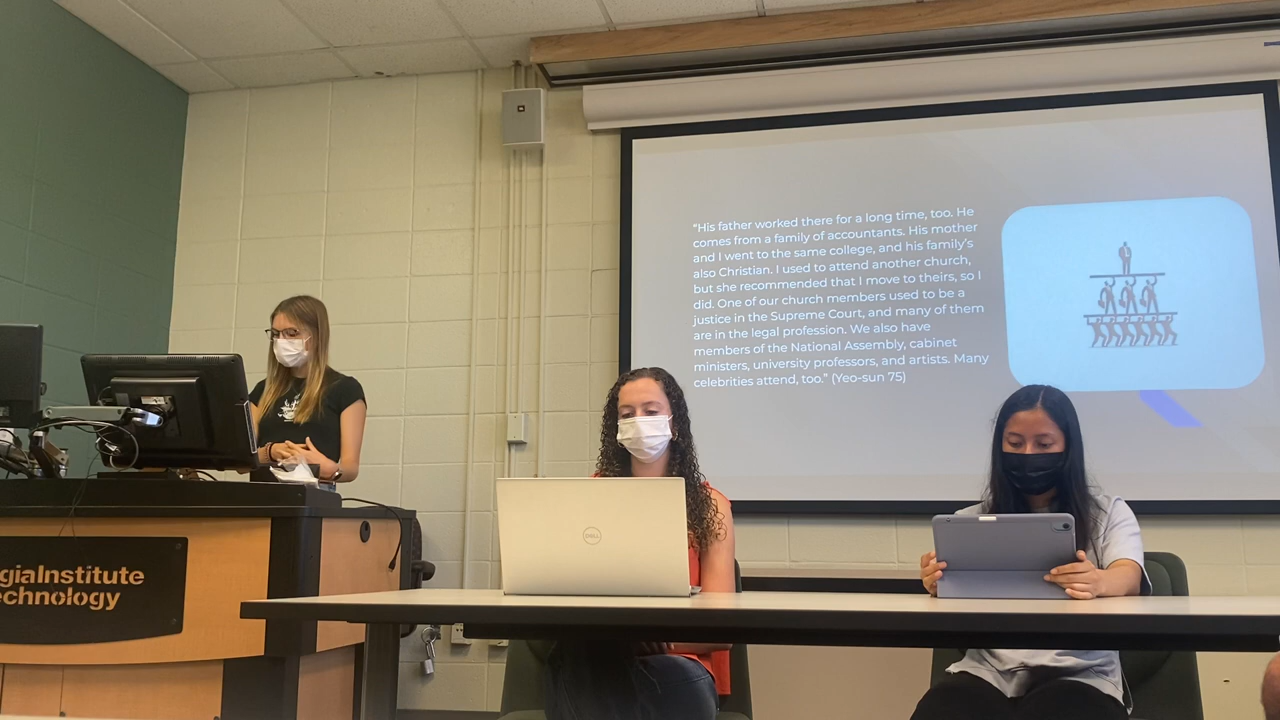 giaInstitute
echnology
DELL
“His father worked there for a long time, too. He
comes from a family of accountants. His mother
and I went to the same college, and his family’s
also Christian. I used to attend another church,
but she recommended that I move to theirs, so I
did. One of our church members used to be a
justice in the Supreme Court, and many of them
are in the legal profession. We also have
members of the National Assembly, cabinet
ministers, university professors, and artists. Many
celebrities attend, too.” (Yeo-sun 75)